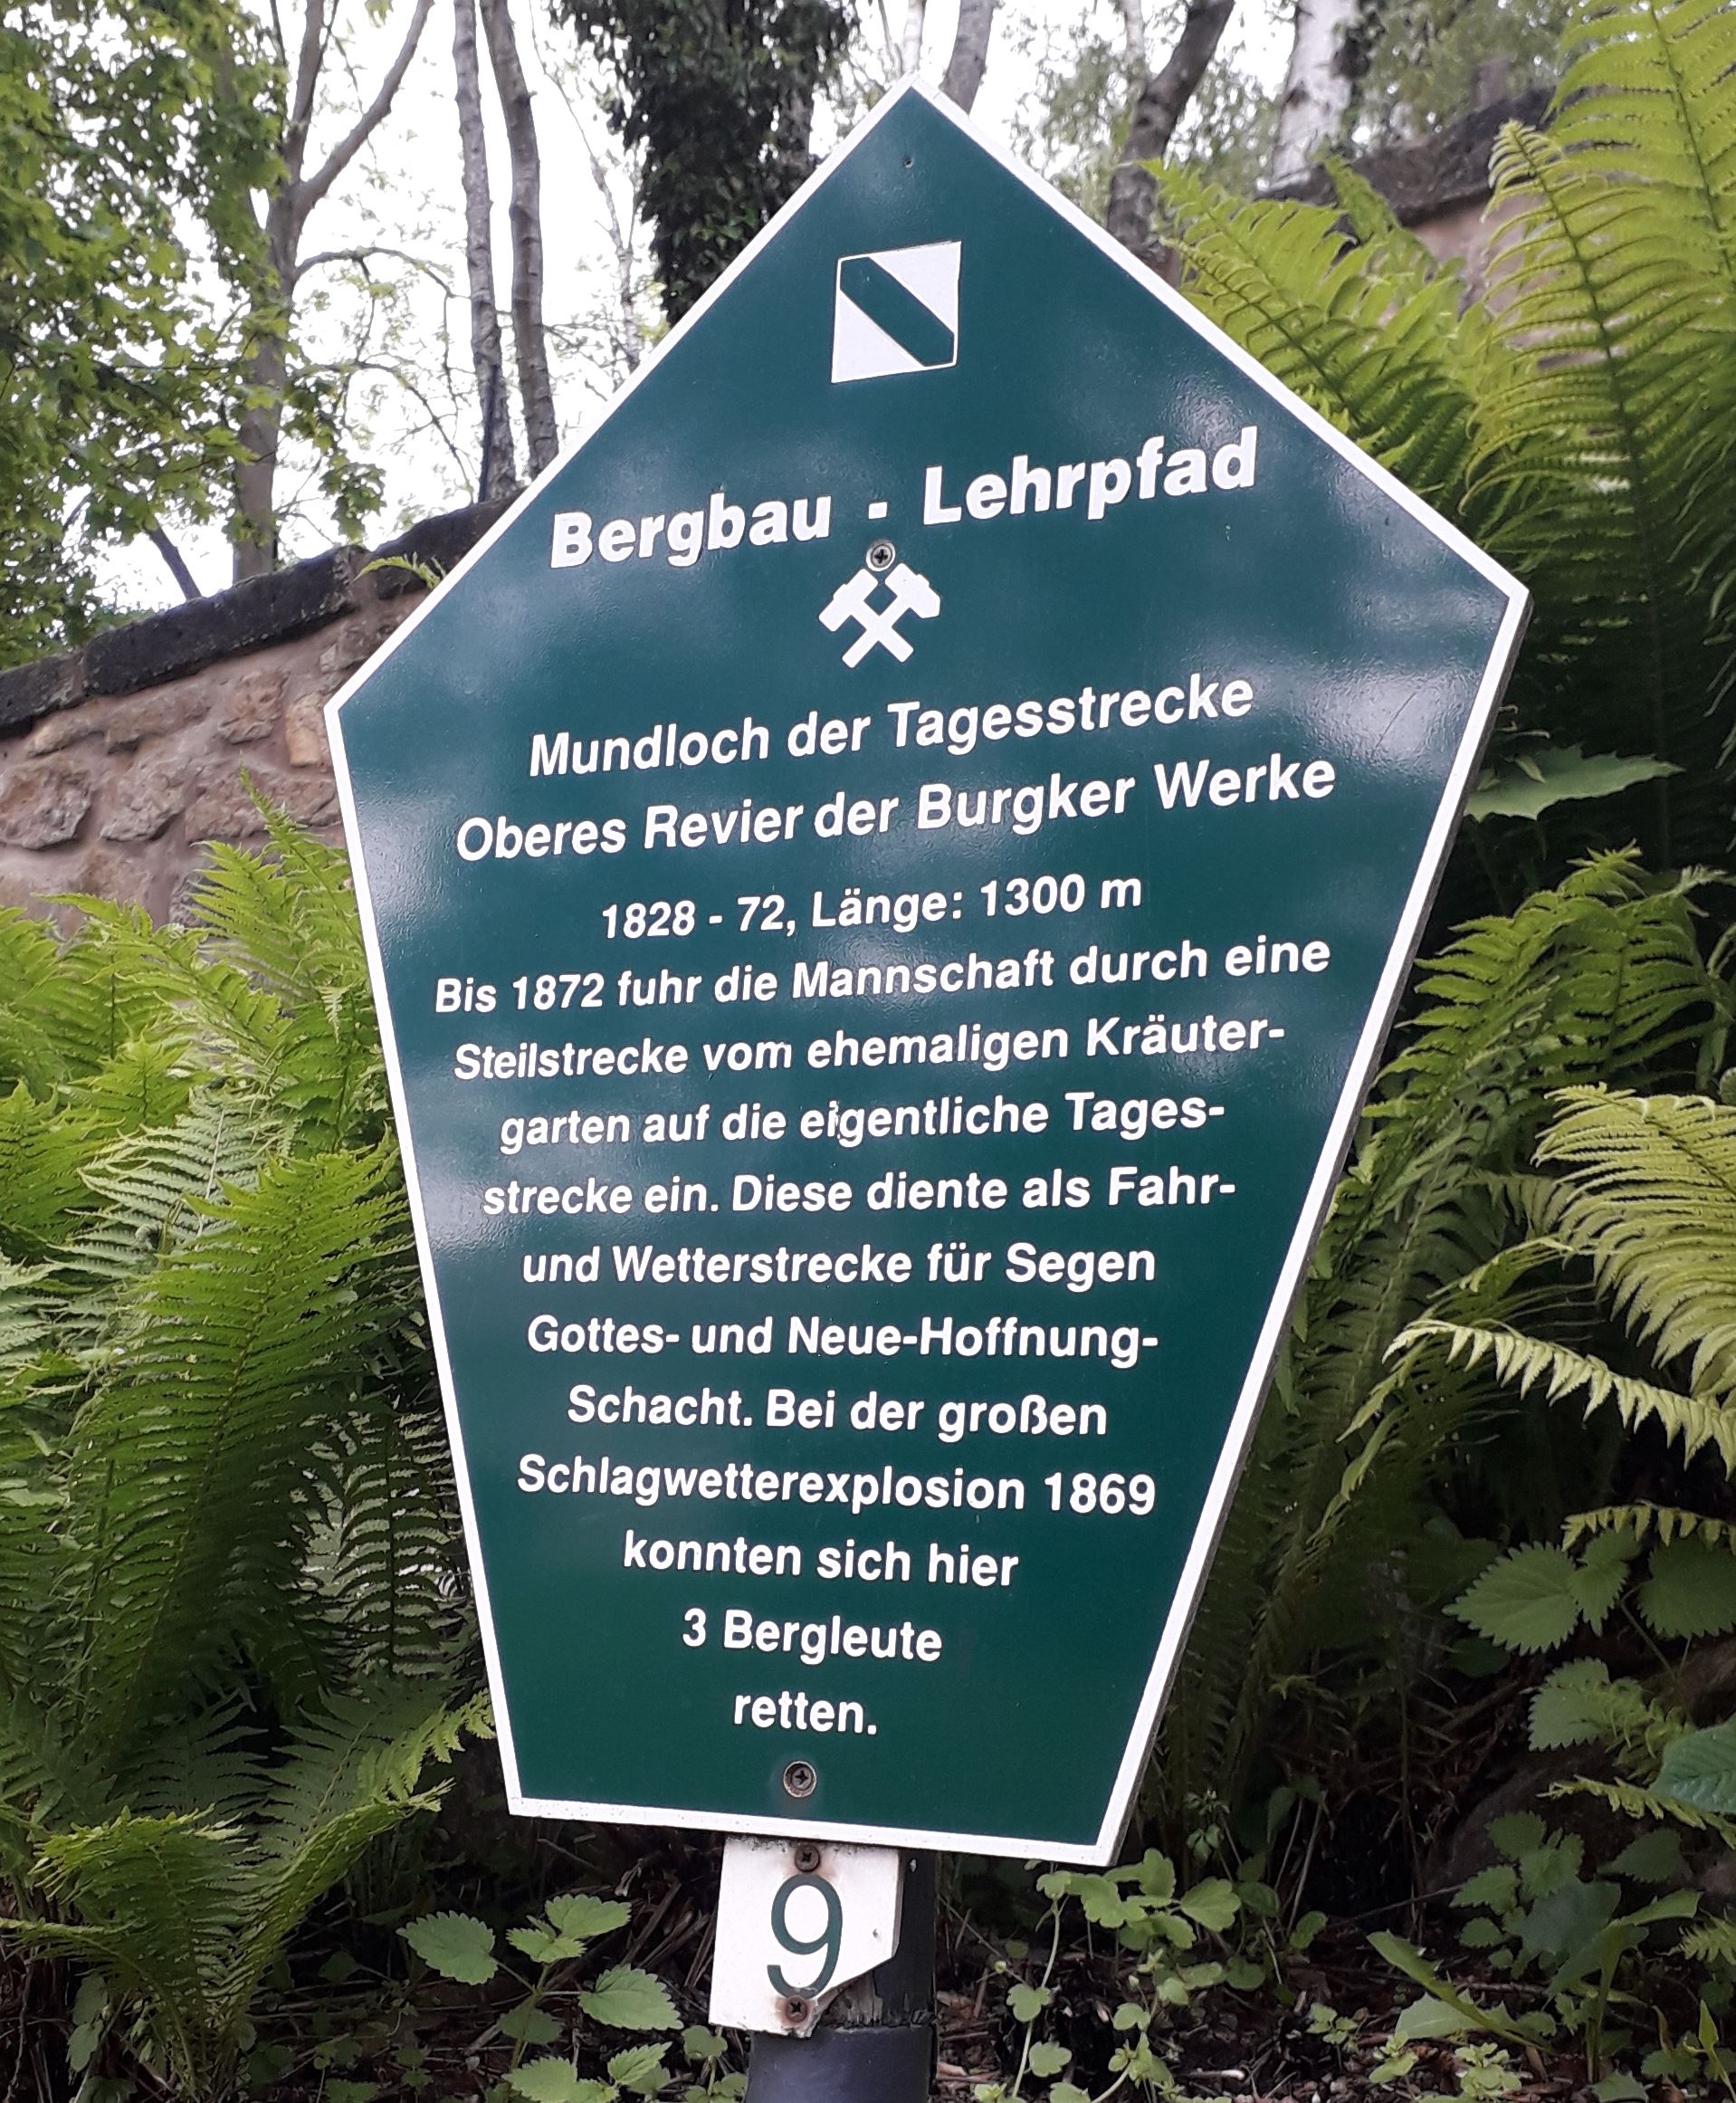 Bergbau - Lehrpfad
Mundloch der Tagesstrecke
Oberes Revier der Burgker Werke
1828 - 72, Länge: 1300 m
Bis 1872 fuhr die Mannschaft durch eine
Steilstrecke vom ehemaligen Kräuter-
garten auf die eigentliche Tages-
strecke ein. Diese diente als Fahr-
und Wetterstrecke für Segen
Gottes- und Neue-Hoffnung-
Schacht. Bei der großen
Schlagwetterexplosion 1869
konnten sich hier
3 Bergleute
retten.
9